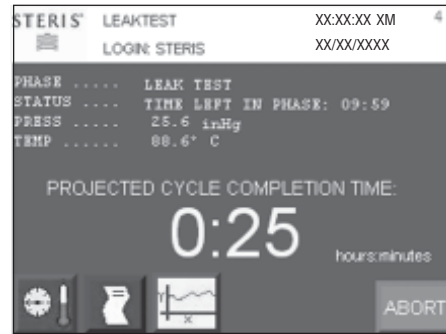 STERIS® LEAKTEST XX:XX:XX XM 4
LOGIN: STERIS XX/XX/XXXX
PHASE ..... LEAK TEST
STATUS .... TIME LEFT IN PHASE: 09:59
PRESS ..... 25.6 inHg
TEMP ...... 88.6° C
PROJECTED CYCLE COMPLETION TIME:
0:25 hours:minutes
Y X ABORT